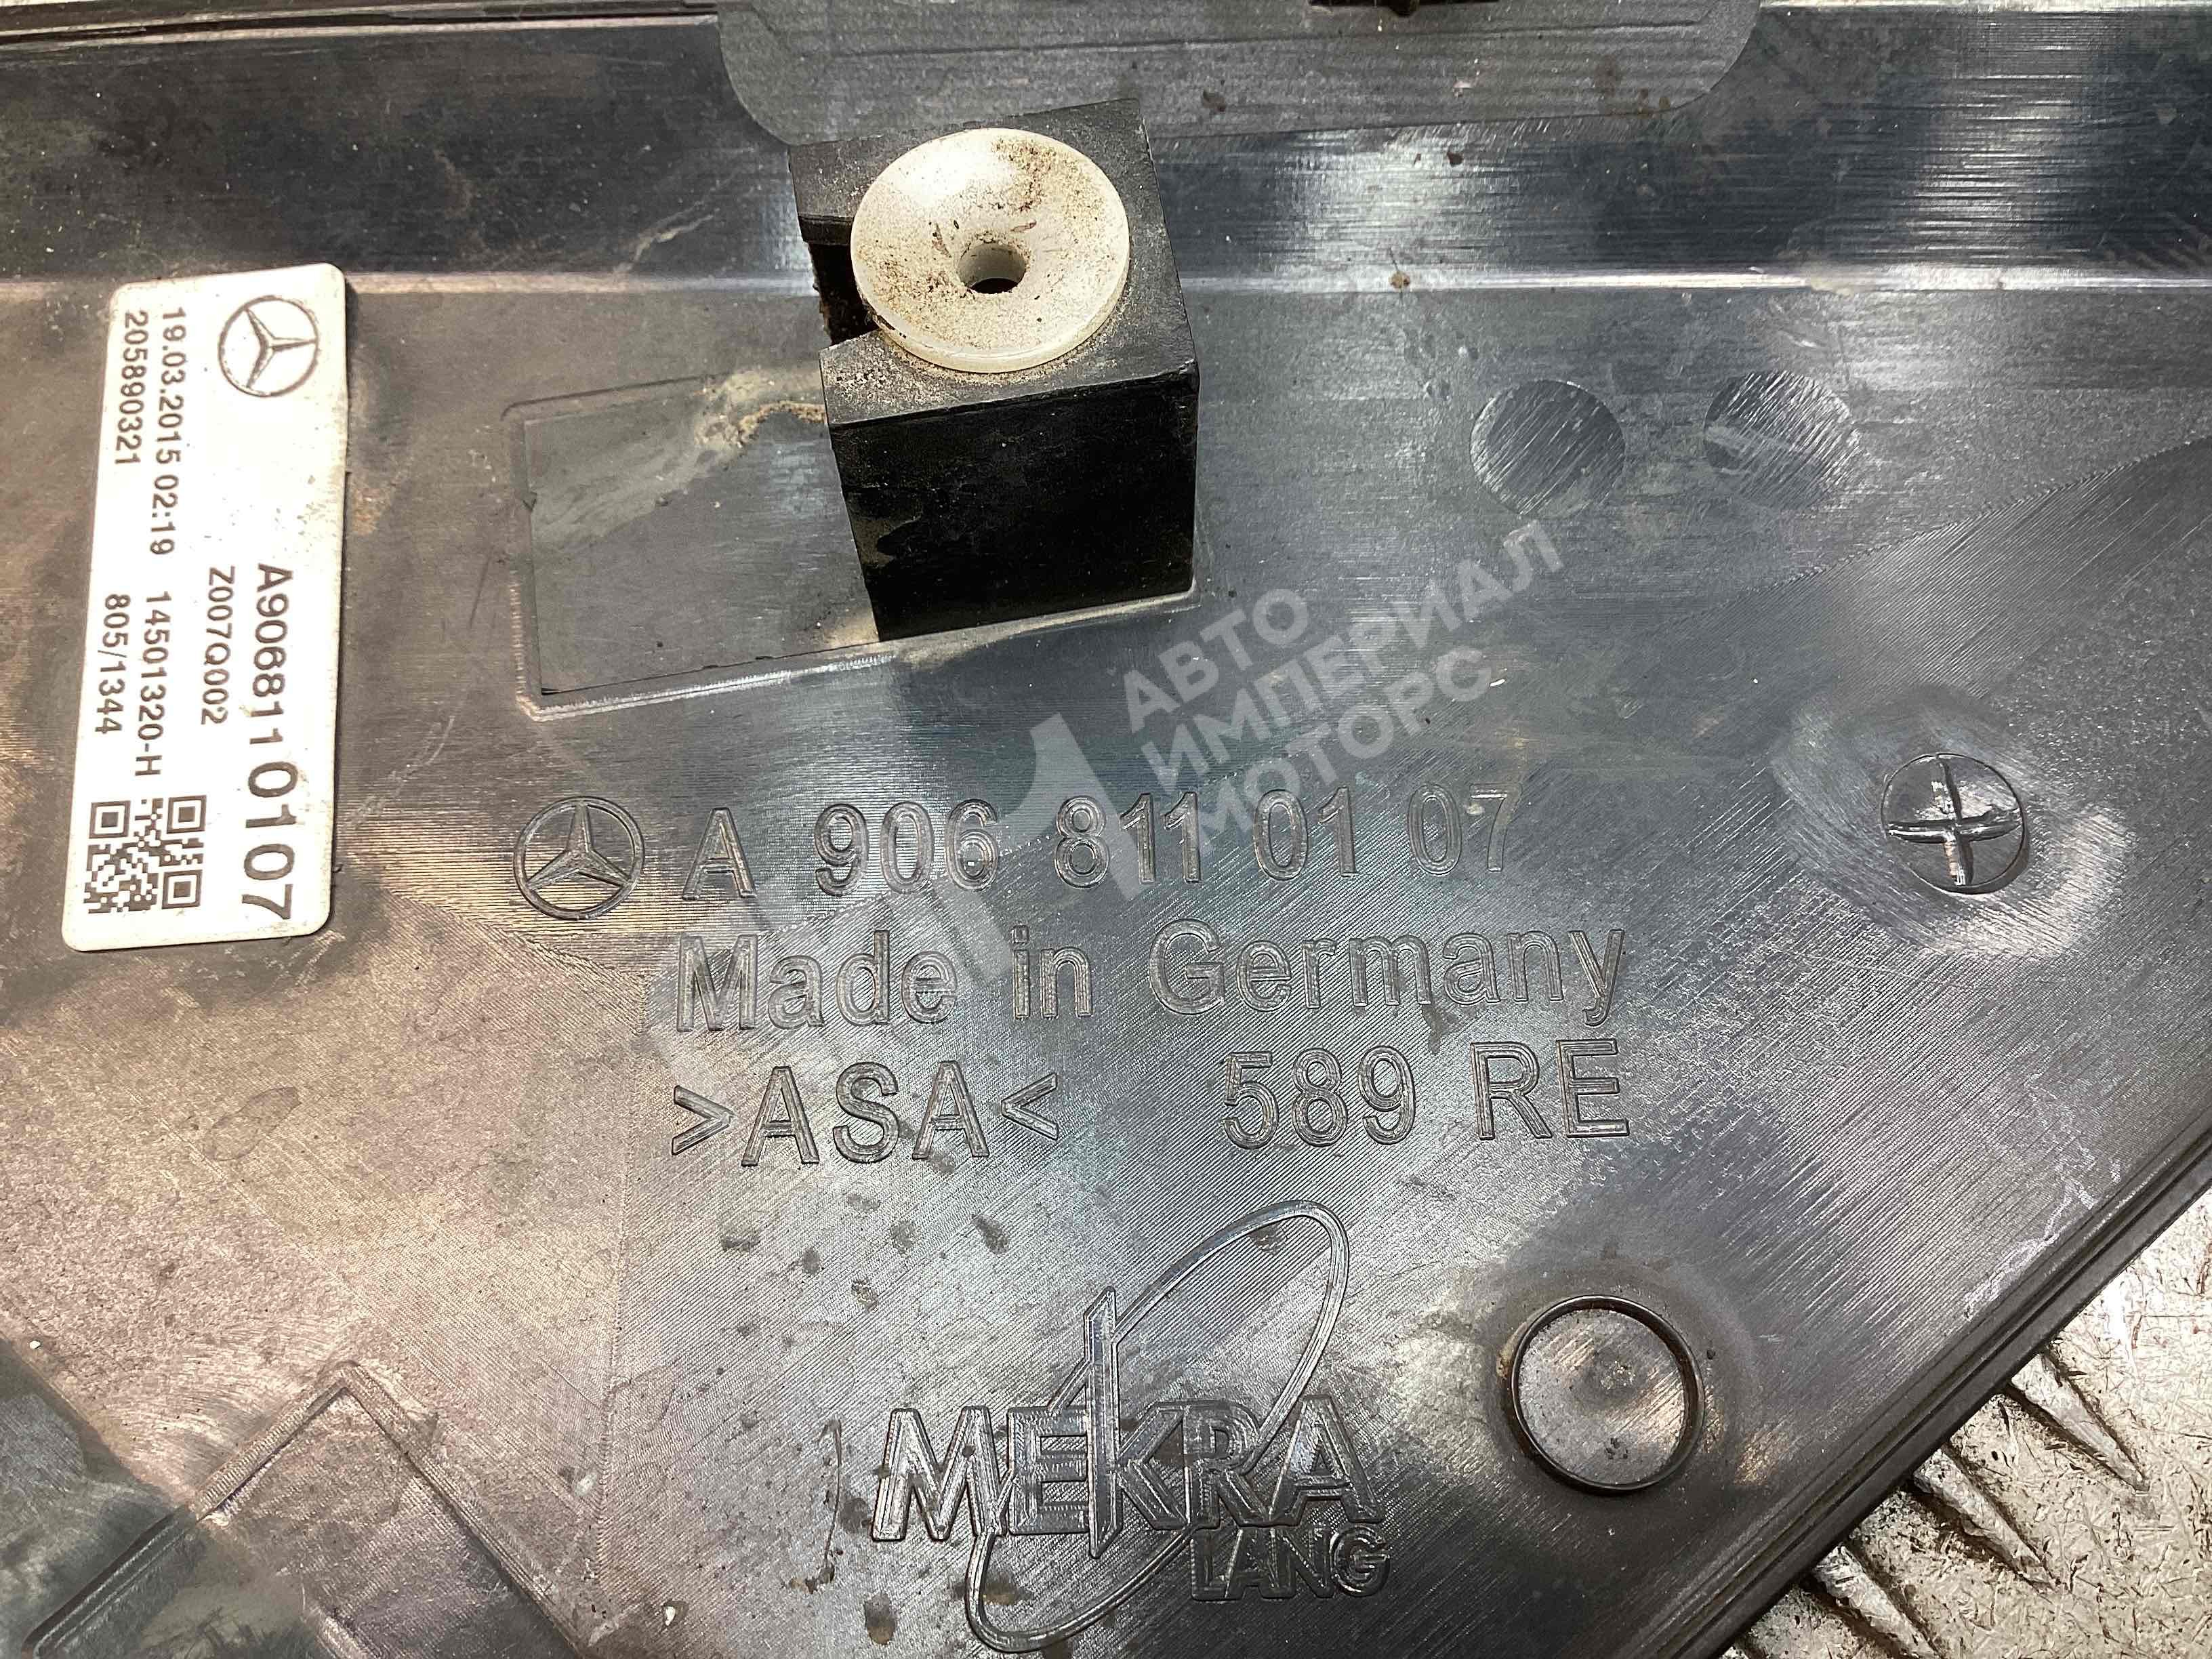 A9068110107
Z0007Q0002
19.03.2015 02:19 14501320-H
205890321 805/1344
A 906 811 01 07
Made in Germany
>ASA< 589 RE
MEKRA
LANG
АВТО
ИМПЕРИАЛ
МОТОРС